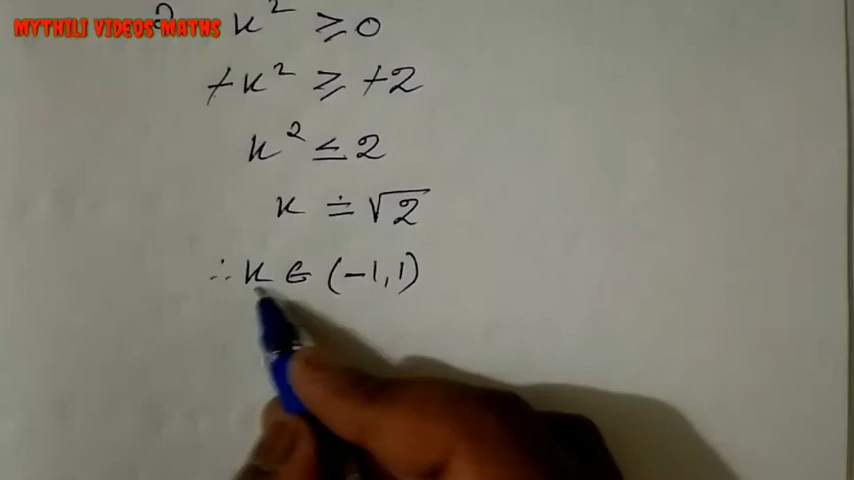 MYTHILI VIDEOS MATHS
k² ≥ 0
+k² ≥ +2
k² ≤ 2
k ≐ √2
∴ k ∈ (-1,1)